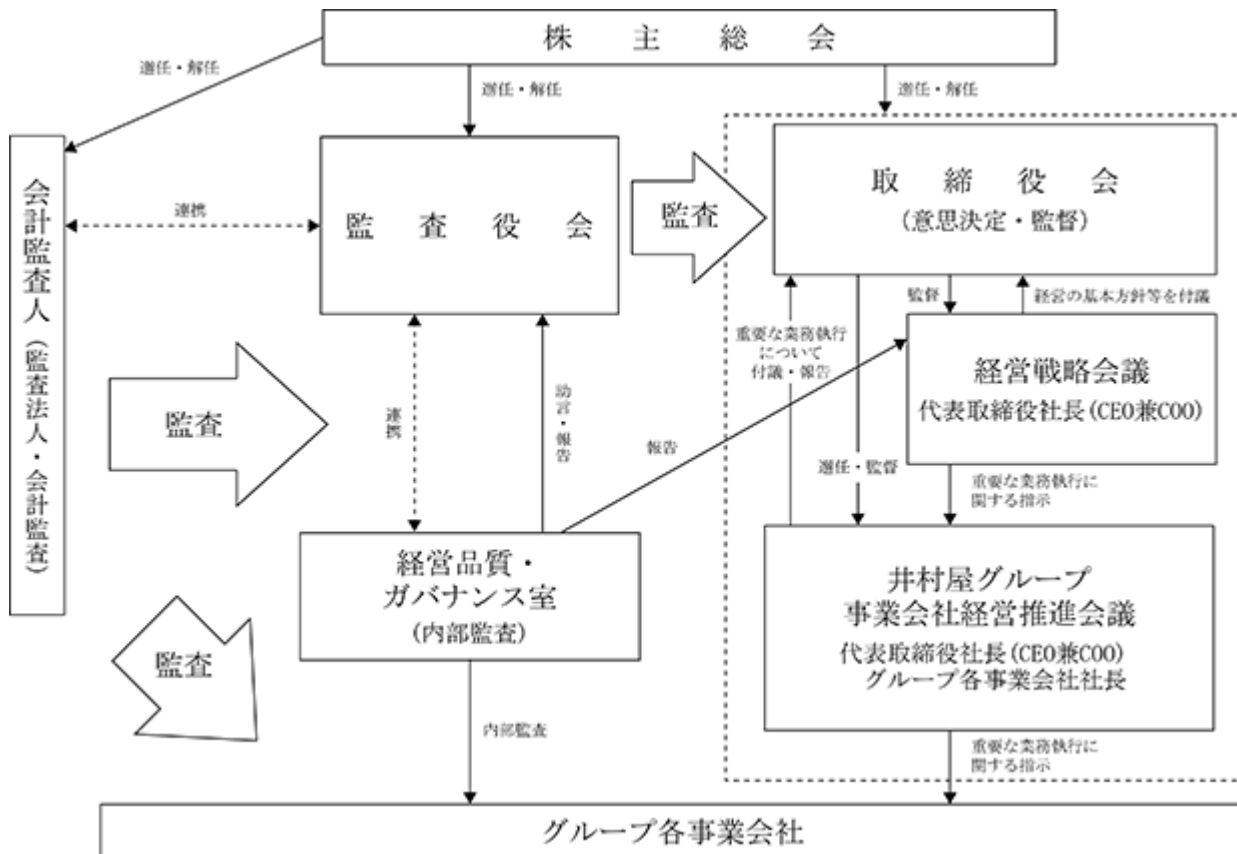 株主総会
選任・解任
選任・解任
選任・解任
会計監査人(監査法人・会計監査)
連携
監査役会
監査
取締役会
(意思決定・監督)
監督
経営の基本方針等を付議
重要な業務執行
について
付議・報告
経営戦略会議
代表取締役社長(CEO兼COO)
監査
連携
助言・報告
報告
選任・監督
重要な業務執行に
関する指示
経営品質・
ガバナンス室
(内部監査)
井村屋グループ
事業会社経営推進会議
代表取締役社長(CEO兼COO)
グループ各事業会社社長
監査
内部監査
重要な業務執行に
関する指示
グループ各事業会社